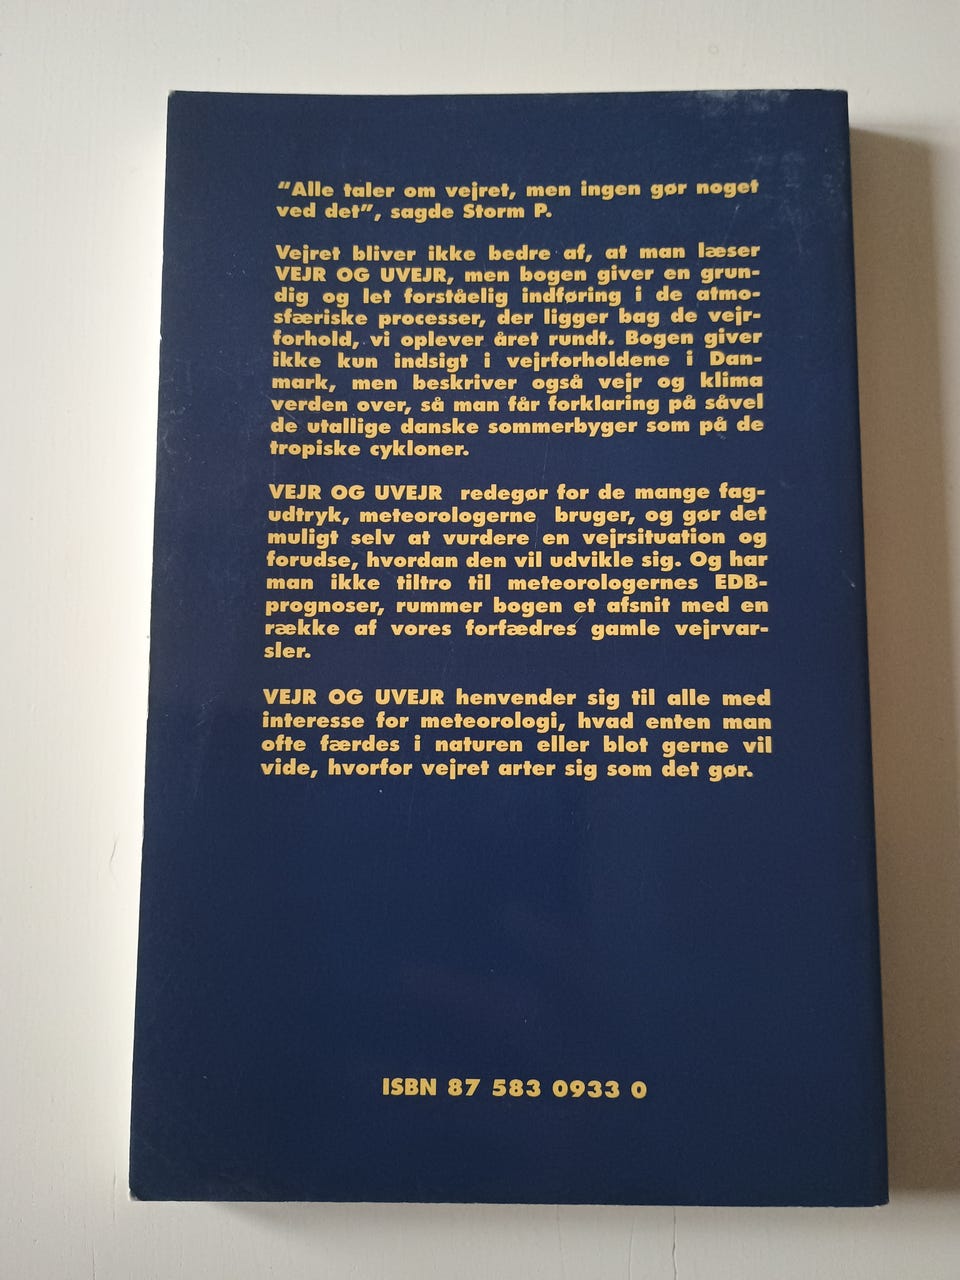 “Alle taler om vejret, men ingen gør noget
ved det”, sagde Storm P.
Vejret bliver ikke bedre af, at man læser
VEJR OG UVEJR, men bogen giver en grun-
dig og let forståelig indføring i de atmo-
sfæriske processer, der ligger bag de vejr-
forhold, vi oplever året rundt. Bogen giver
ikke kun indsigt i vejrforholdene i Dan-
mark, men beskriver også vejr og klima
verden over, så man får forklaring på såvel
de utallige danske sommerbyger som på de
tropiske cykloner.
VEJR OG UVEJR redegør for de mange fag-
udtryk, meteorologerne bruger, og gør det
muligt selv at vurdere en vejrsituation og
forudse, hvordan den vil udvikle sig. Og har
man ikke tiltro til meteorologernes EDB-
prognoser, rummer bogen et afsnit med en
række af vores forfædres gamle vejrvar-
sler.
VEJR OG UVEJR henvender sig til alle med
interesse for meteorologi, hvad enten man
ofte færdes i naturen eller blot gerne vil
vide, hvorfor vejret arter sig som det gør.
ISBN 87 583 0933 0